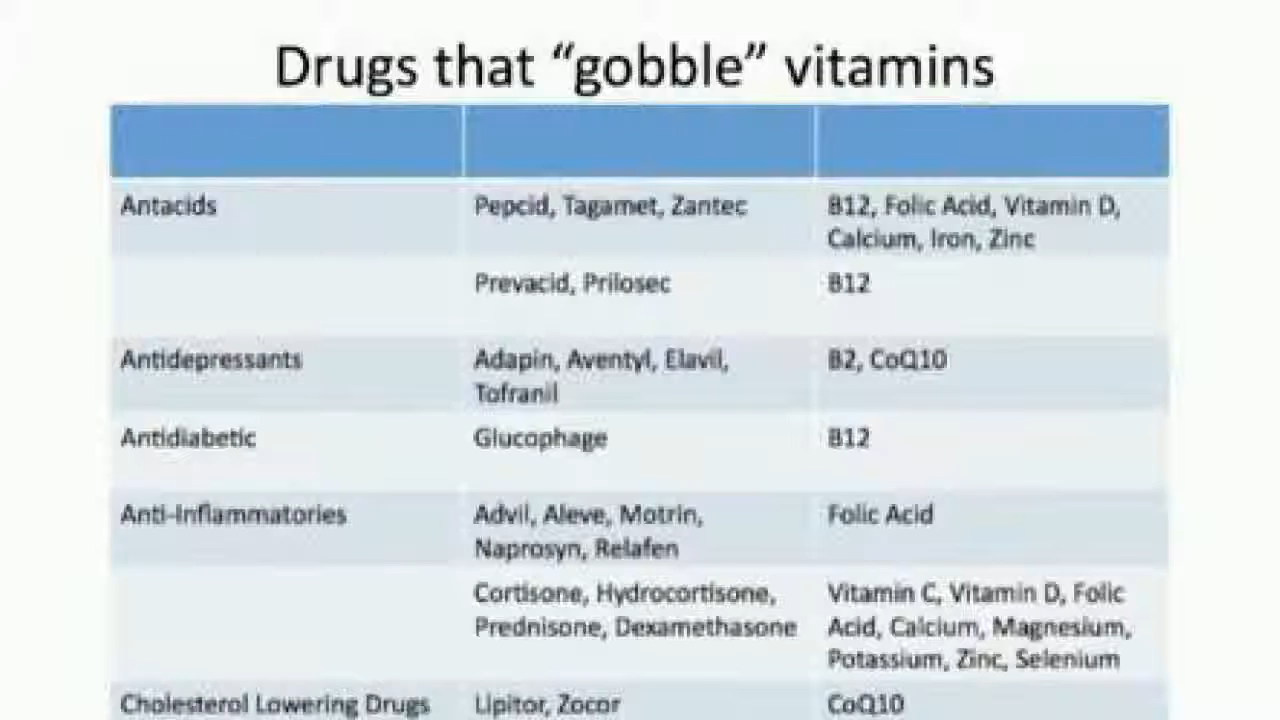 Drugs that “gobble” vitamins
Antacids
Pepcid, Tagamet, Zantec
B12, Folic Acid, Vitamin D,
Calcium, Iron, Zinc
Prevacid, Prilosec
B12
Antidepressants
Adapin, Aventyl, Elavil,
Tofranil
B2, CoQ10
Antidiabetic
Glucophage
B12
Anti-Inflammatories
Advil, Aleve, Motrin,
Naprosyn, Relafen
Folic Acid
Cortisone, Hydrocortisone,
Prednisone, Dexamethasone
Vitamin C, Vitamin D, Folic
Acid, Calcium, Magnesium,
Potassium, Zinc, Selenium
Cholesterol Lowering Drugs
Lipitor, Zocor
CoQ10